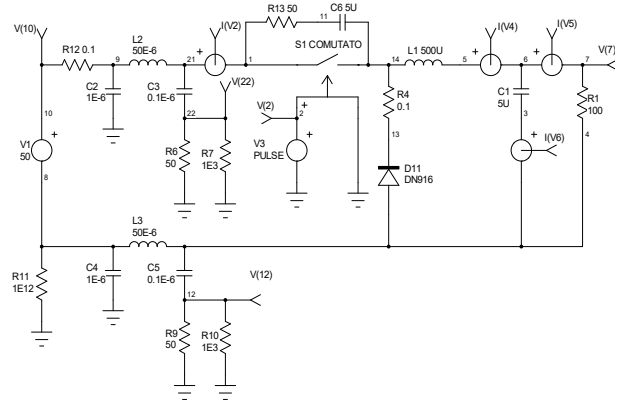 R13 50
11
C6 5U
V(10)
I(V2)
L2
50E-6
S1 COMUTATO
I(V4)
I(V5)
R12 0.1
9
21
+
1
14
L1 500U
5
+
6
+
7
V(7)
C2
1E-6
C3
0.1E-6
V(22)
V(2)
2
+
R4
0.1
C1
5U
R1
100
10
22
3
+
V1
50
+
R6
50
R7
1E3
V3
PULSE
13
I(V6)
4
8
D11
DN916
L3
50E-6
R11
1E12
C4
1E-6
C5
0.1E-6
V(12)
12
R9
50
R10
1E3